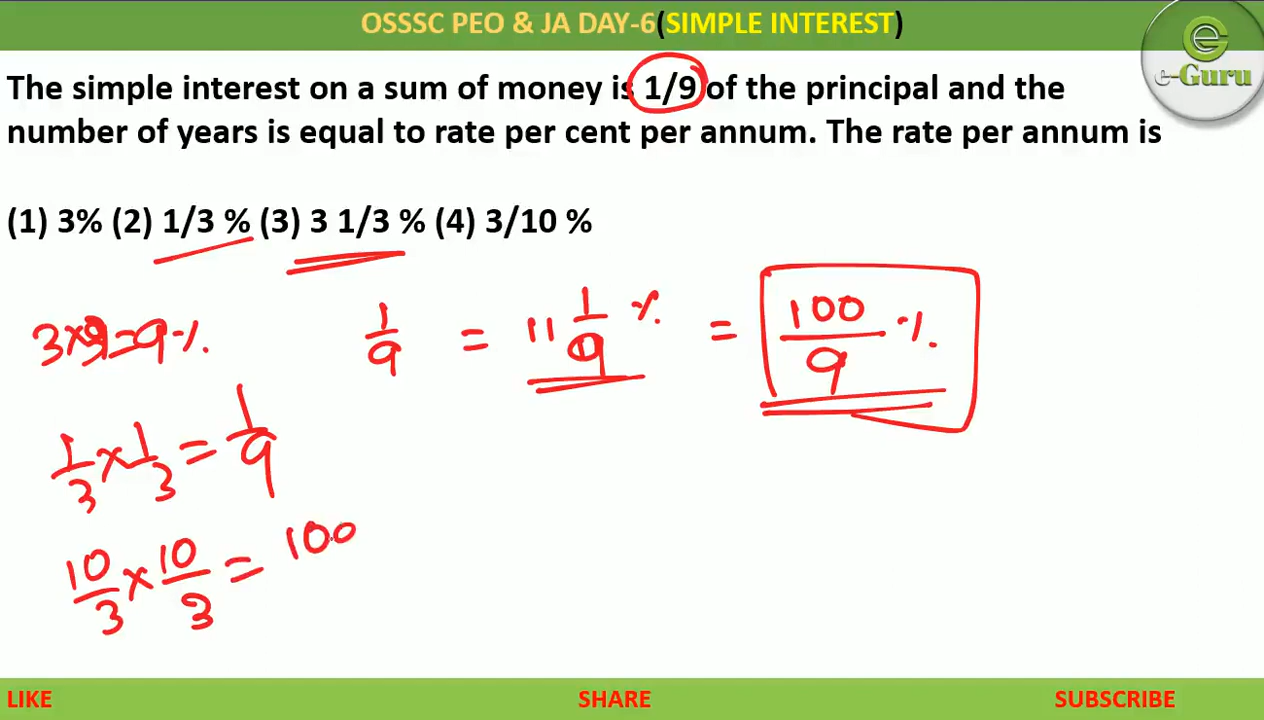 OSSSC PEO & JA DAY-6(SIMPLE INTEREST)
e-Guru
The simple interest on a sum of money is 1/9 of the principal and the
number of years is equal to rate per cent per annum. The rate per annum is
(1) 3% (2) 1/3 % (3) 3 1/3 % (4) 3/10 %
3×3=9%
1/9 = 11 1/9 % = 100/9 %
1/3 × 1/3 = 1/9
10/3 × 10/3 = 100
LIKE SHARE SUBSCRIBE